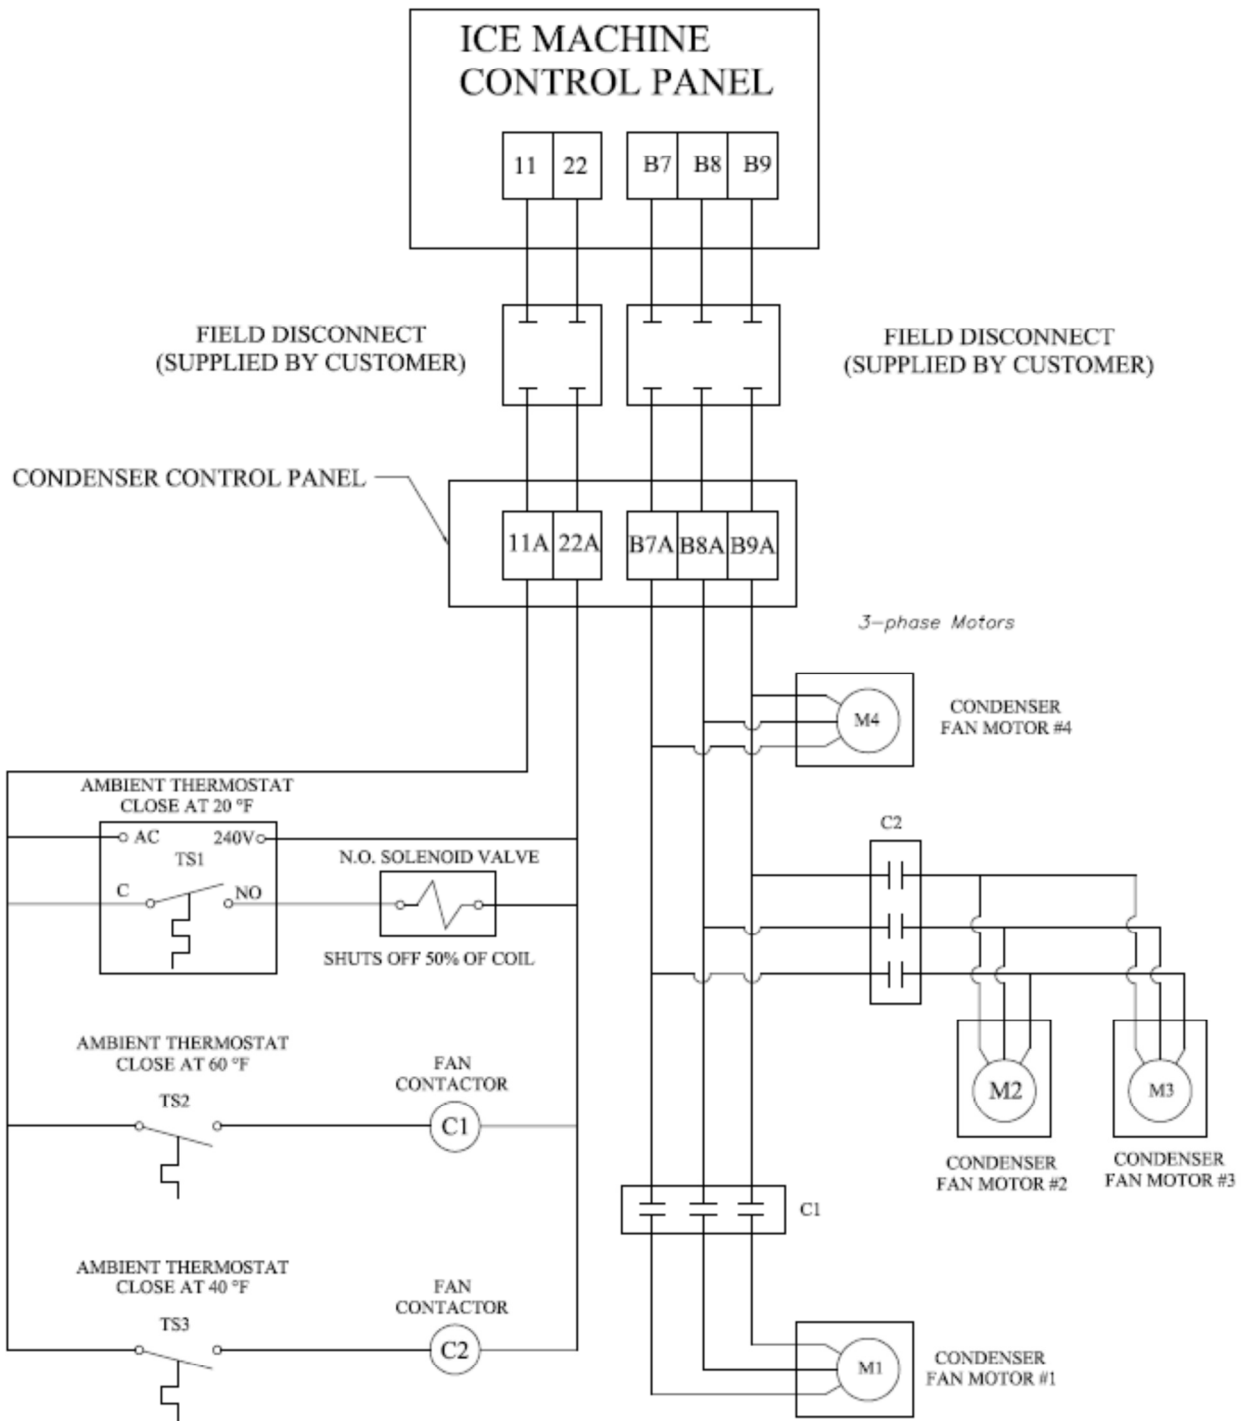 ICE MACHINE
CONTROL PANEL
11 22 B7 B8 B9
FIELD DISCONNECT
(SUPPLIED BY CUSTOMER)
FIELD DISCONNECT
(SUPPLIED BY CUSTOMER)
CONDENSER CONTROL PANEL
11A 22A B7A B8A B9A
3-phase Motors
M4
CONDENSER
FAN MOTOR #4
AMBIENT THERMOSTAT
CLOSE AT 20 °F
AC 240V
TS1
C NO
N.O. SOLENOID VALVE
SHUTS OFF 50% OF COIL
C2
M2
M3
CONDENSER
FAN MOTOR #2
CONDENSER
FAN MOTOR #3
AMBIENT THERMOSTAT
CLOSE AT 60 °F
TS2
FAN
CONTACTOR
C1
C1
AMBIENT THERMOSTAT
CLOSE AT 40 °F
TS3
FAN
CONTACTOR
C2
M1
CONDENSER
FAN MOTOR #1